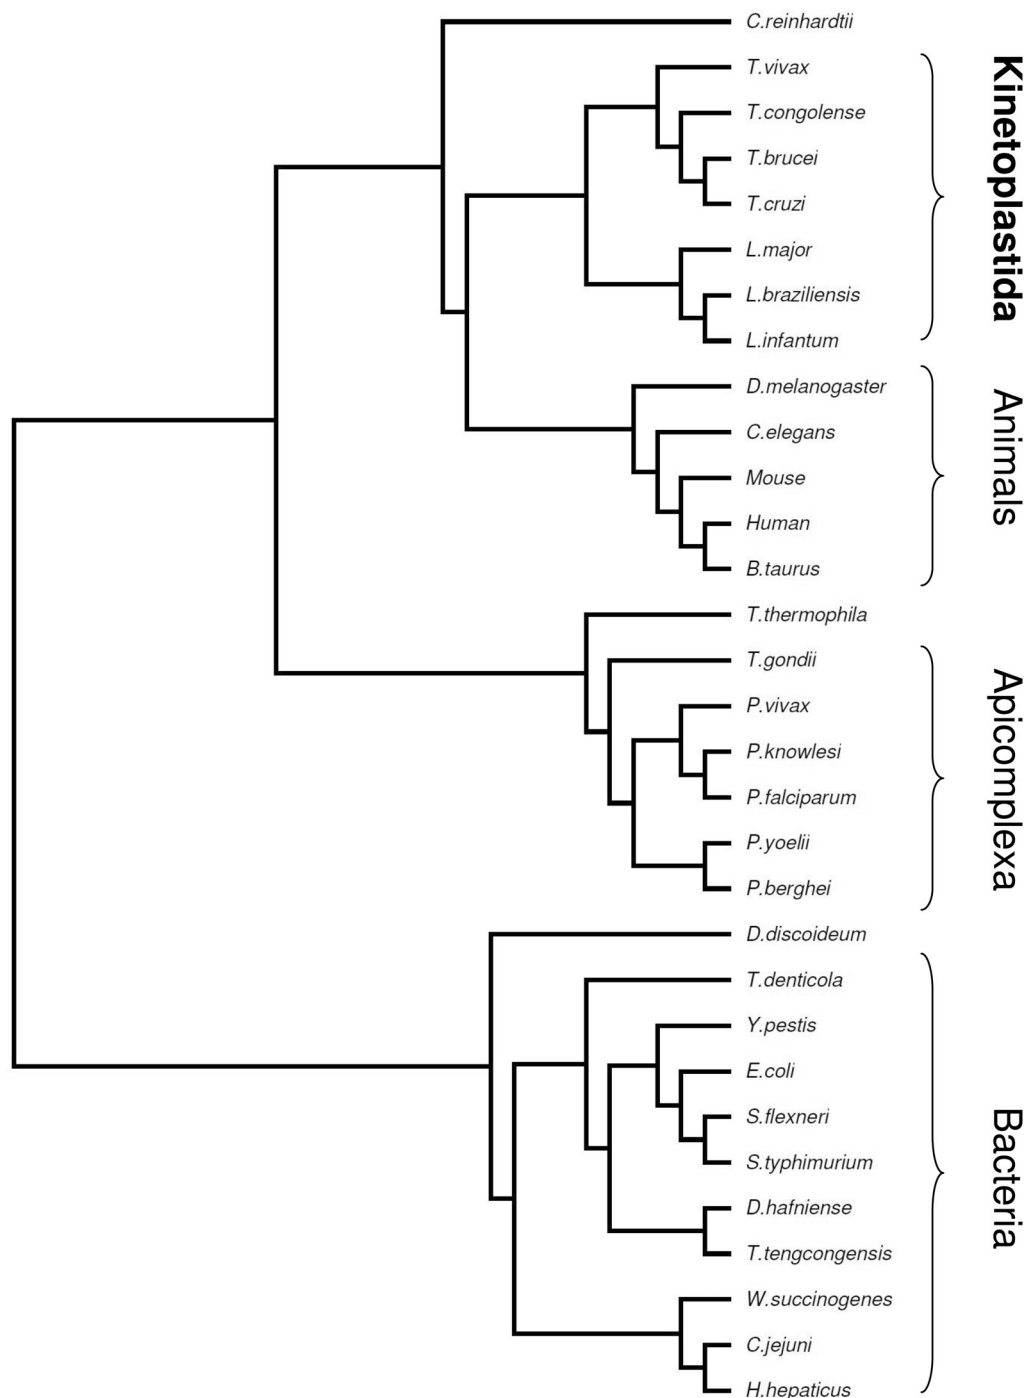 C.reinhardtii
T.vivax
T.congolense
T.brucei
T.cruzi
L.major
L.braziliensis
L.infantum
Kinetoplastida
D.melanogaster
C.elegans
Mouse
Human
B.taurus
Animals
T.thermophila
T.gondii
P.vivax
P.knowlesi
P.falciparum
P.yoelii
P.berghei
Apicomplexa
D.discoideum
T.denticola
Y.pestis
E.coli
S.flexneri
S.typhimurium
D.hafniense
T.tengcongensis
W.succinogenes
C.jejuni
H.hepaticus
Bacteria